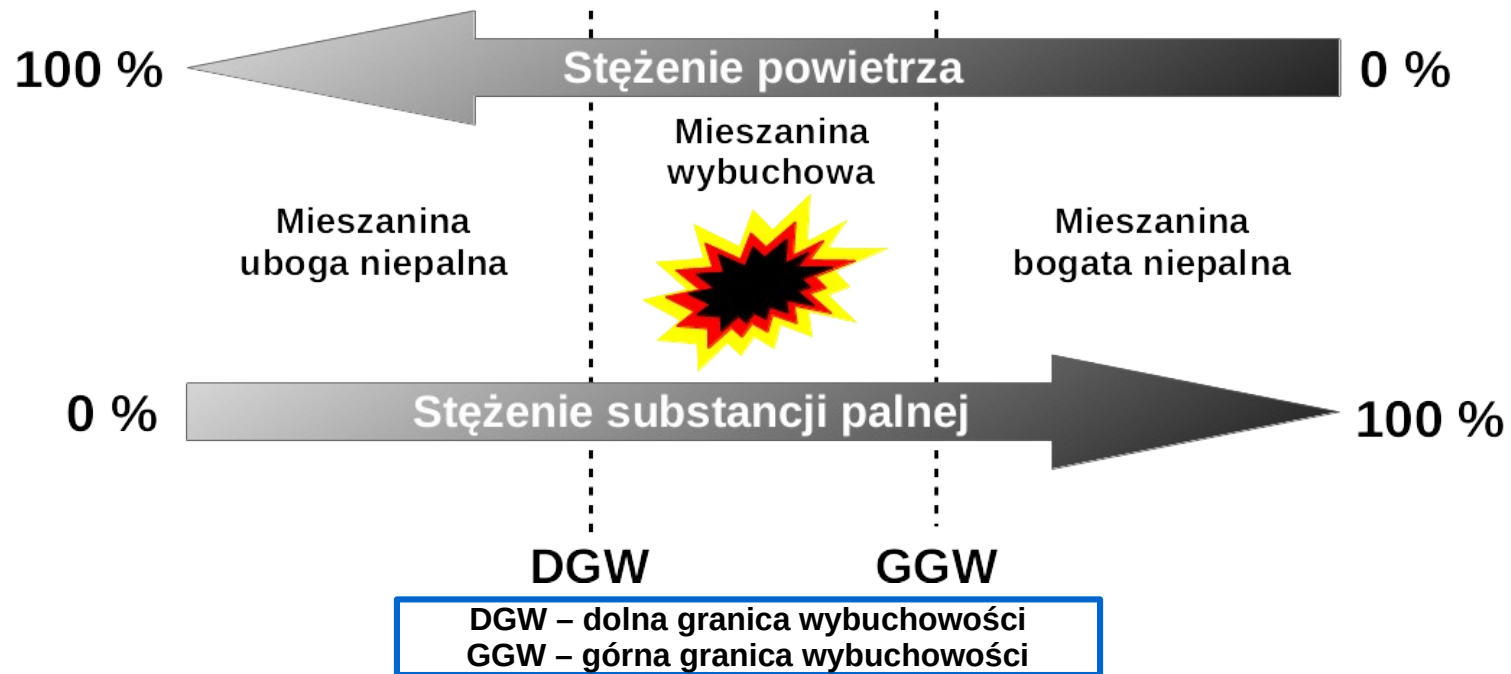 100 %
Stężenie powietrza
0 %
Mieszanina
wybuchowa
Mieszanina
uboga niepalna
Mieszanina
bogata niepalna
0 %
Stężenie substancji palnej
100 %
DGW
GGW
DGW – dolna granica wybuchowości
GGW – górna granica wybuchowości